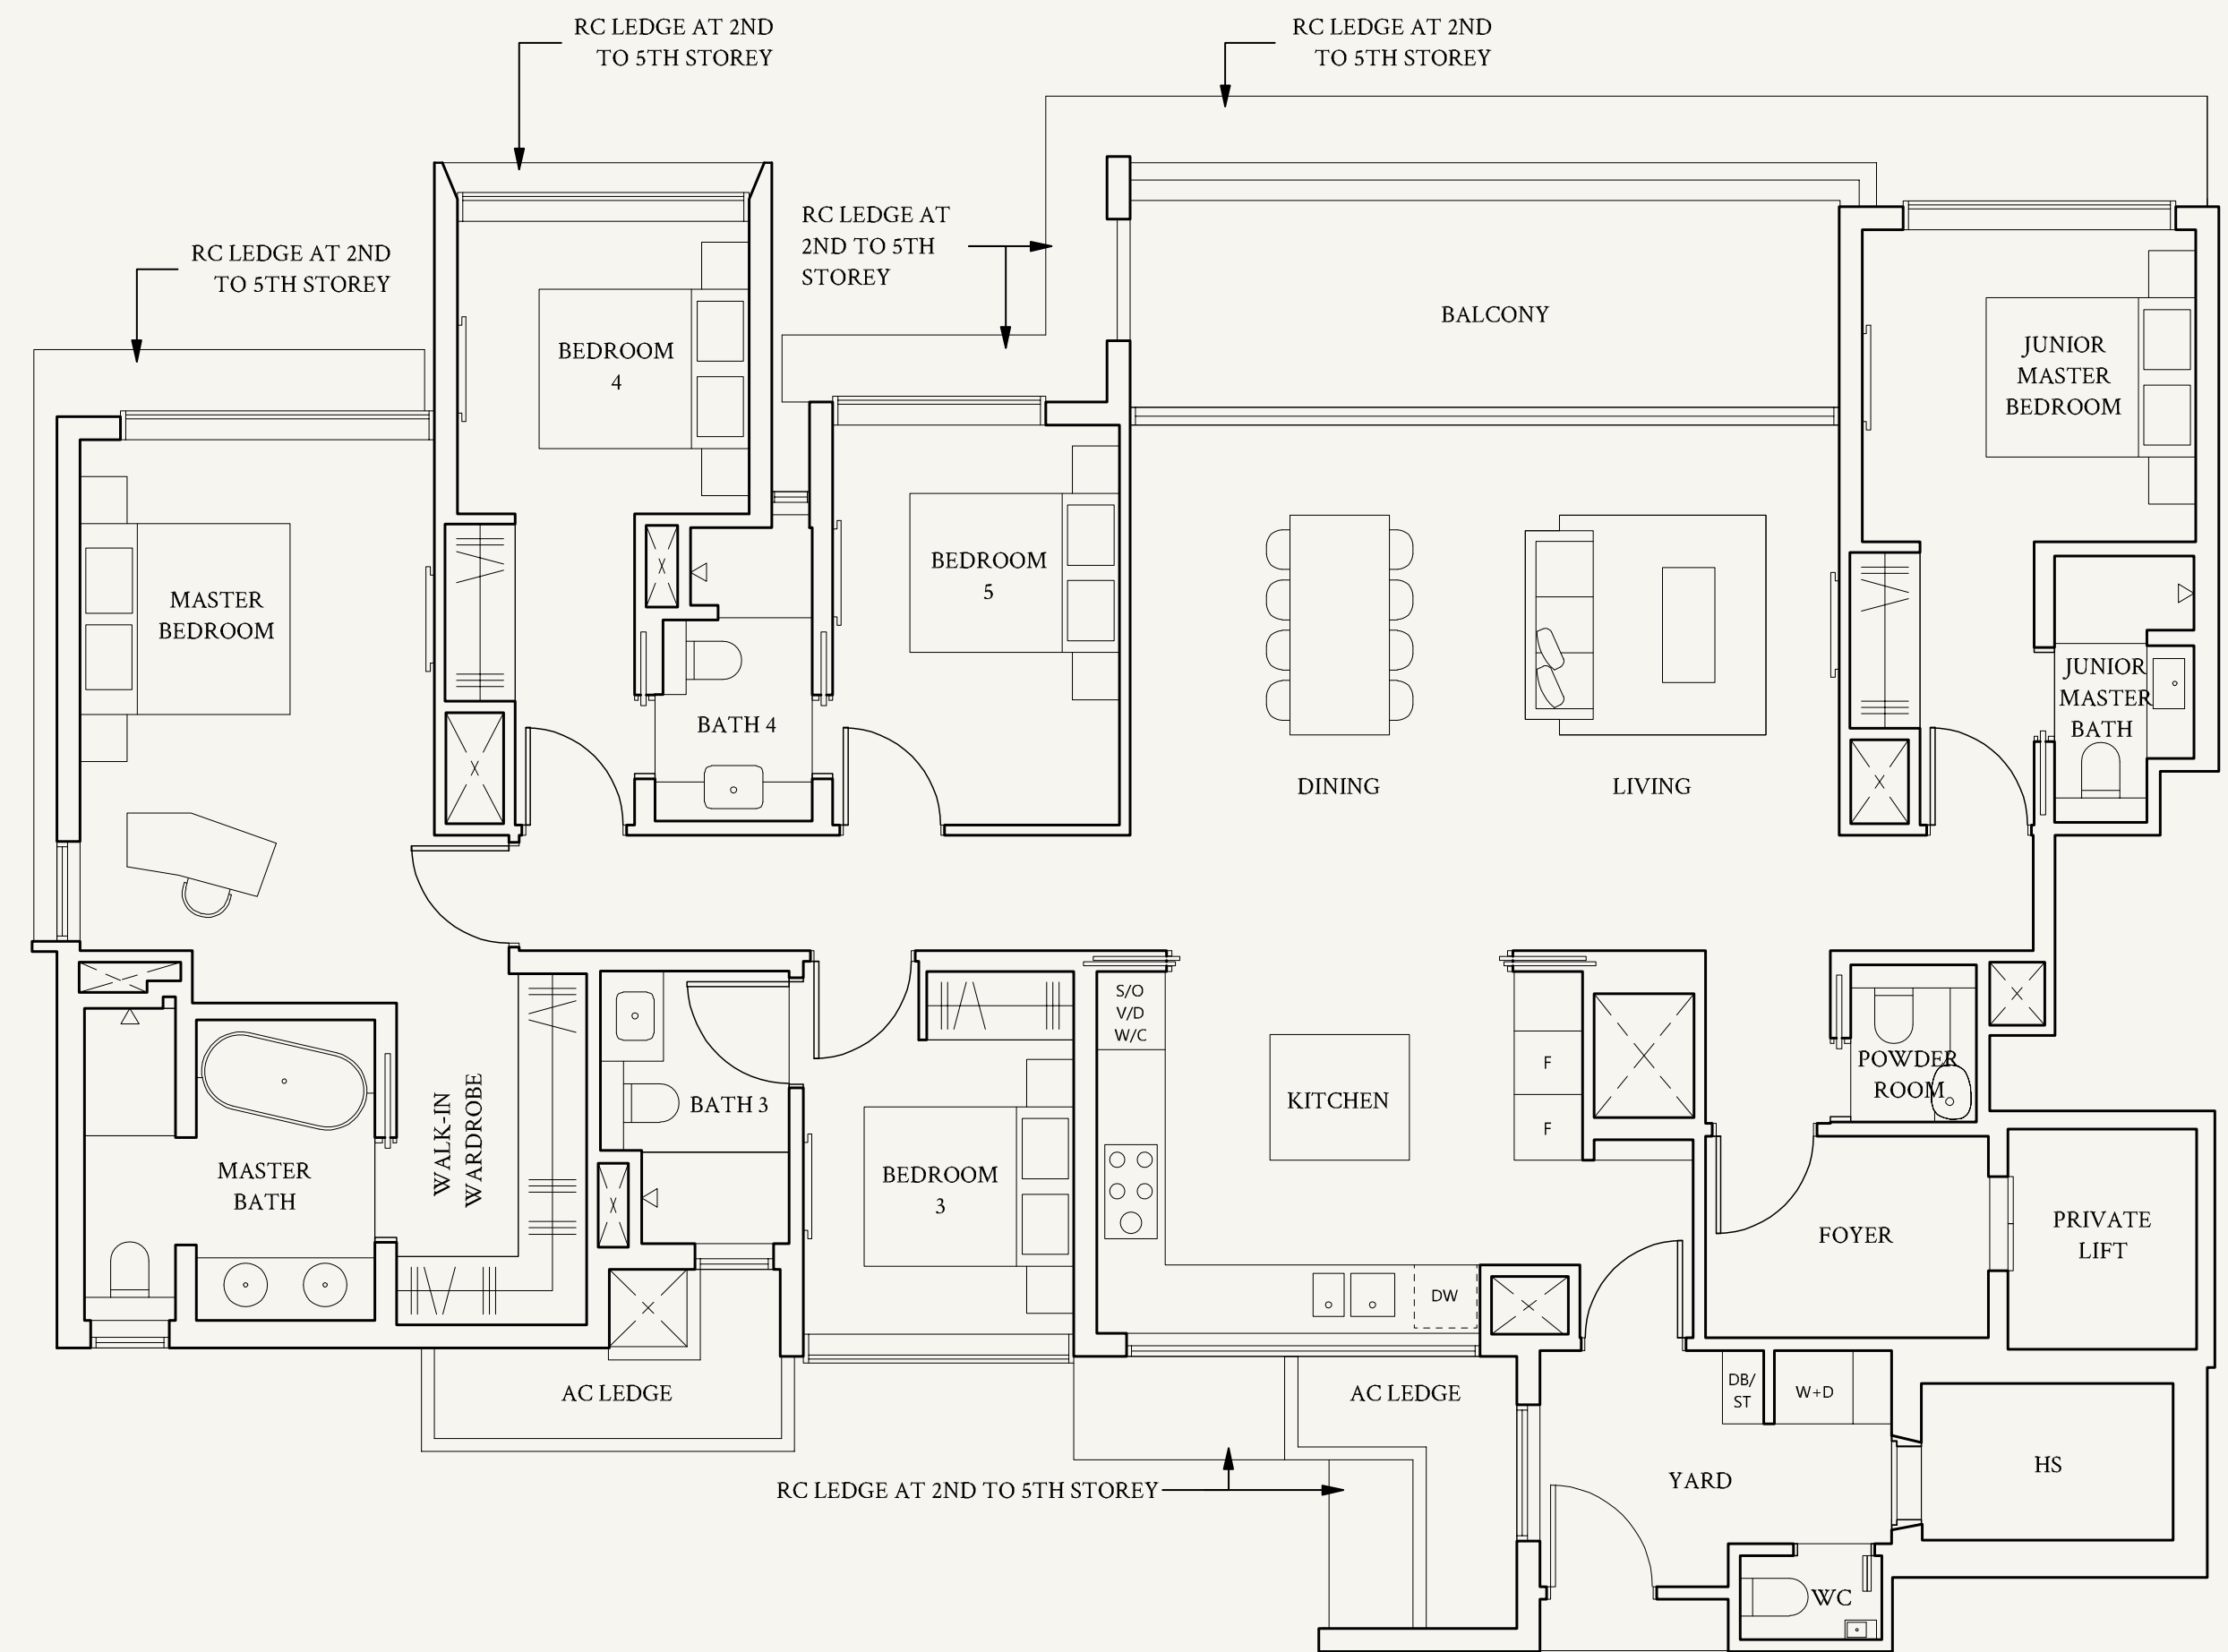 RC LEDGE AT 2ND
TO 5TH STOREY
RC LEDGE AT 2ND
TO 5TH STOREY
RC LEDGE AT
2ND TO 5TH
STOREY
RC LEDGE AT 2ND
TO 5TH STOREY
BALCONY
BEDROOM
4
JUNIOR
MASTER
BEDROOM
BEDROOM
5
MASTER
BEDROOM
JUNIOR
MASTER
BATH
BATH 4
DINING
LIVING
S/O
V/D
W/C
F
F
KITCHEN
POWDER
ROOM
BATH 3
WALK-IN
WARDROBE
MASTER
BATH
BEDROOM
3
FOYER
PRIVATE
LIFT
DW
AC LEDGE
AC LEDGE
DB/
ST
W+D
HS
YARD
RC LEDGE AT 2ND TO 5TH STOREY
WC